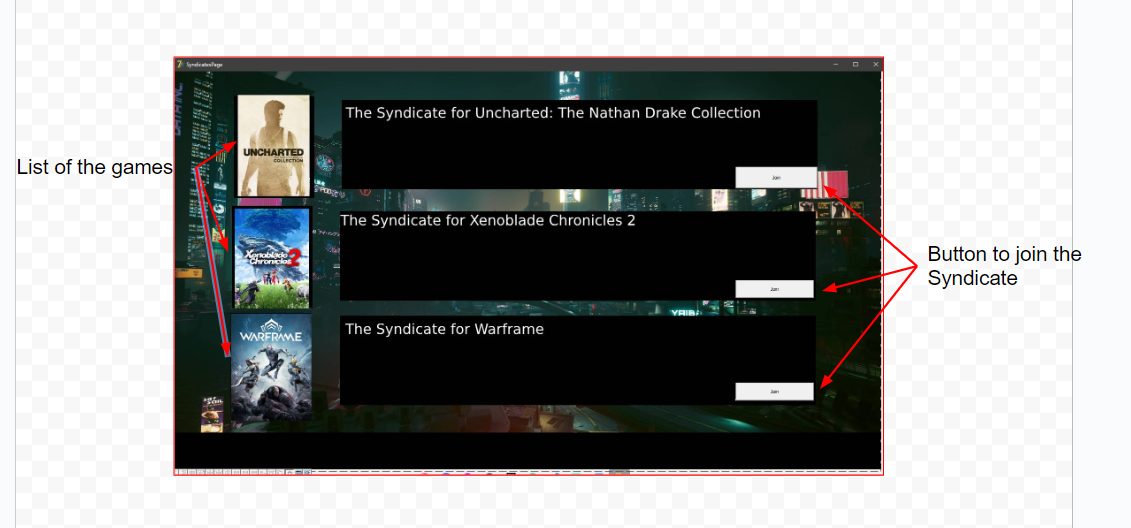 SyndicatesPage
The Syndicate for Uncharted: The Nathan Drake Collection
UNCHARTED
COLLECTION
Join
List of the games
The Syndicate for Xenoblade Chronicles 2
Xenoblade
Chronicles 2
Button to join the
Syndicate
Join
The Syndicate for Warframe
WARFRAME
Join